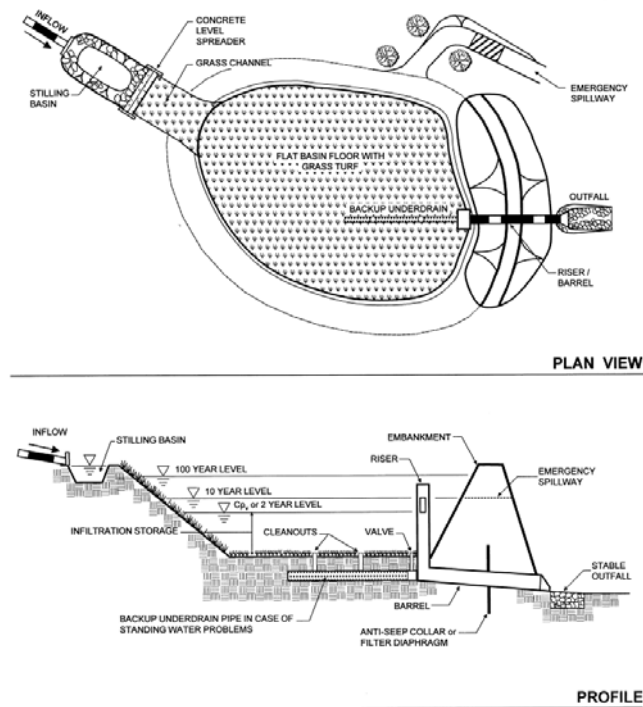 INFLOW
CONCRETE
LEVEL
SPREADER
GRASS CHANNEL
STILLING
BASIN
EMERGENCY
SPILLWAY
FLAT BASIN FLOOR WITH
GRASS TURF
BACKUP UNDERDRAIN
OUTFALL
RISER /
BARREL
PLAN VIEW
INFLOW
STILLING BASIN
EMBANKMENT
RISER
100 YEAR LEVEL
EMERGENCY
SPILLWAY
10 YEAR LEVEL
Cpv or 2 YEAR LEVEL
INFILTRATION STORAGE
CLEANOUTS
VALVE
STABLE
OUTFALL
BARREL
BACKUP UNDERDRAIN PIPE IN CASE OF
STANDING WATER PROBLEMS
ANTI-SEEP COLLAR or
FILTER DIAPHRAGM
PROFILE